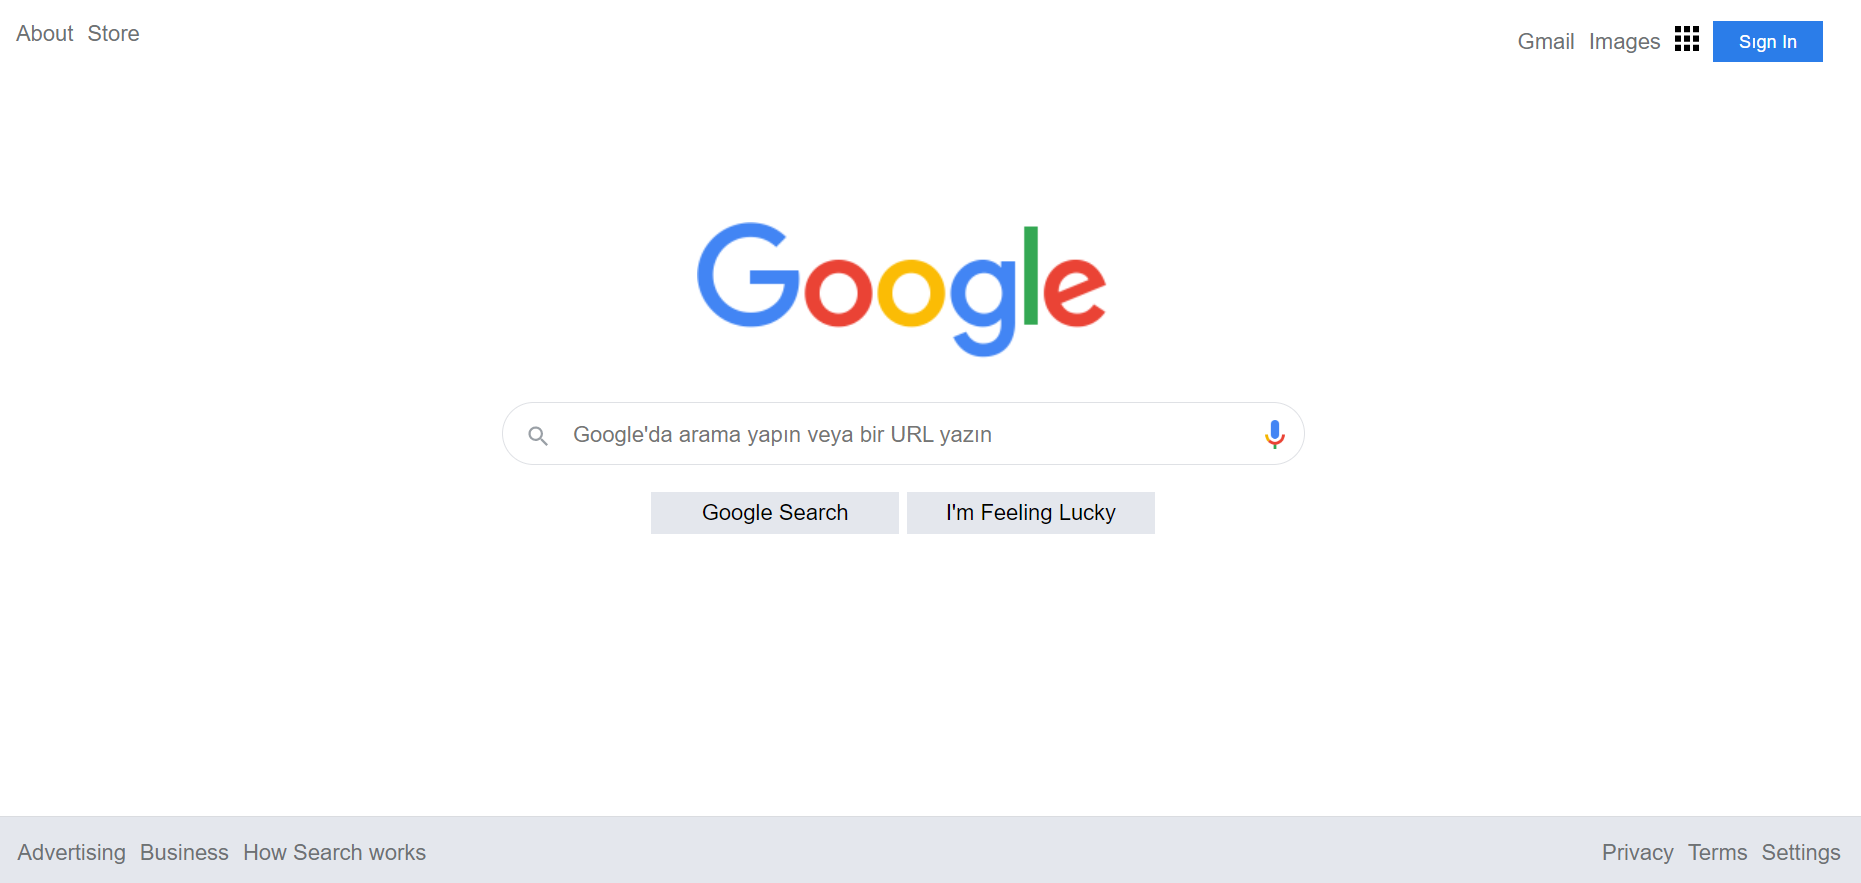 About Store
Gmail Images Sıgn In
Google
Google'da arama yapın veya bir URL yazın
Google Search I'm Feeling Lucky
Advertising Business How Search works
Privacy Terms Settings